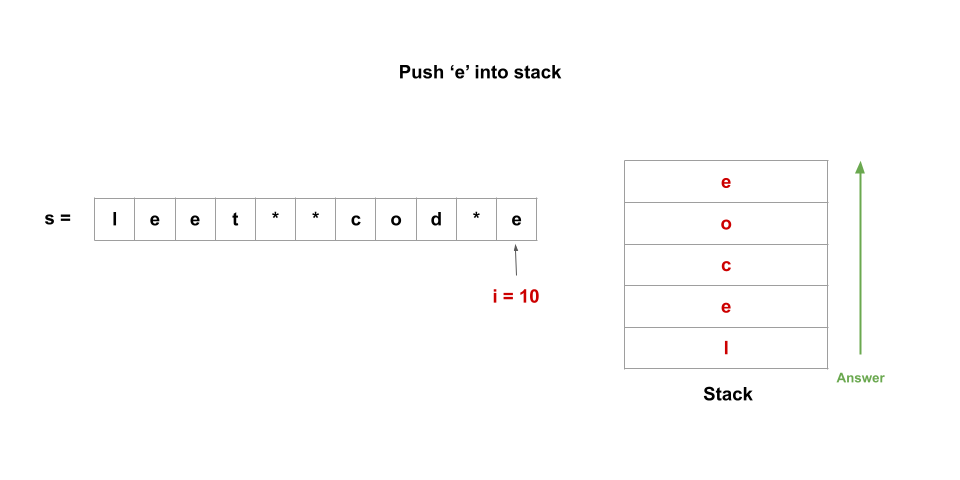 Push ‘e’ into stack
s = l e e t * * c o d * e
i = 10
e
o
c
e
l
Answer
Stack